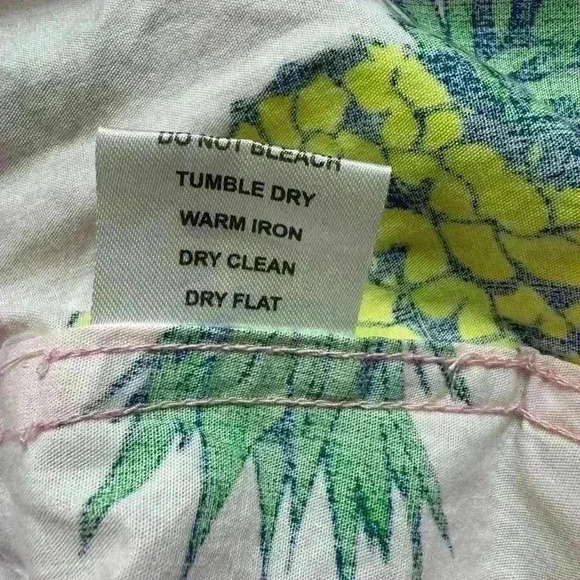 DO NOT BLEACH
TUMBLE DRY
WARM IRON
DRY CLEAN
DRY FLAT